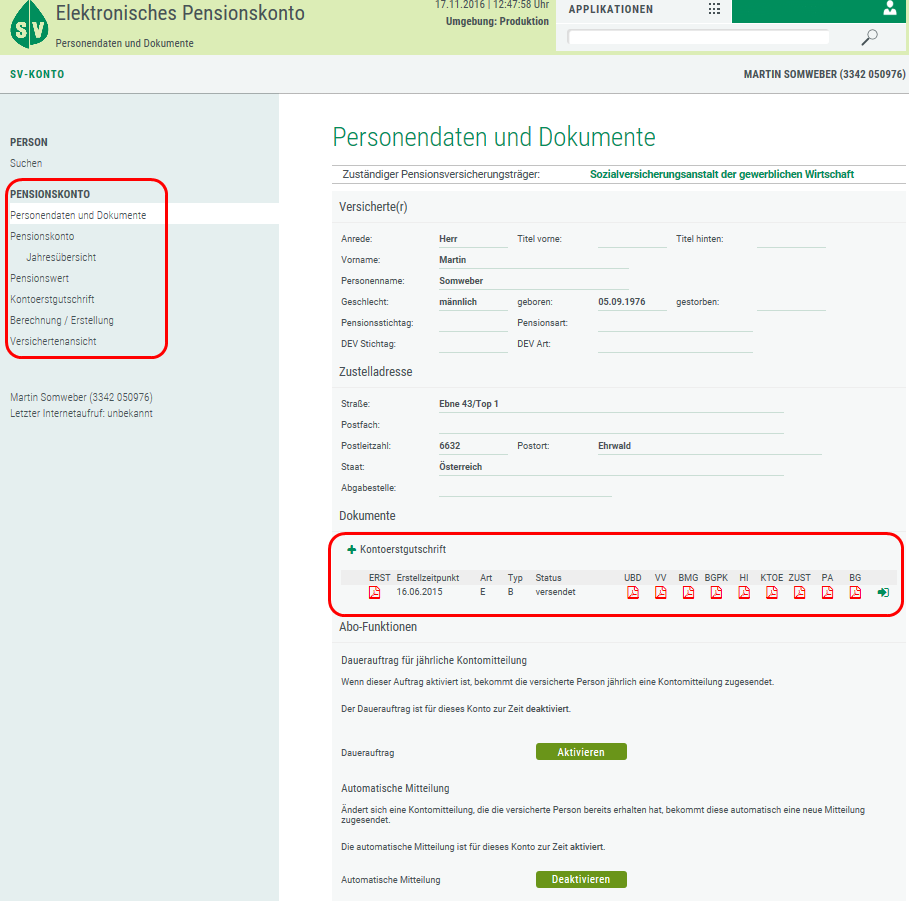 17.11.2016 | 12:47:58 Uhr
Elektronisches Pensionskonto
Umgebung: Produktion
APPLIKATIONEN
SV
Personendaten und Dokumente
SV-KONTO
MARTIN SOMWEBER (3342 050976)
PERSON
Suchen
PENSIONSKONTO
Personendaten und Dokumente
Pensionskonto
Jahresübersicht
Pensionswert
Kontoerstgutschrift
Berechnung / Erstellung
Versichertenansicht
Martin Somweber (3342 050976)
Letzter Internetaufruf: unbekannt
Personendaten und Dokumente
Zuständiger Pensionsversicherungsträger: Sozialversicherungsanstalt der gewerblichen Wirtschaft
Versicherte(r)
Anrede: Herr Titel vorne: Titel hinten:
Vorname: Martin
Personenname: Somweber
Geschlecht: männlich geboren: 05.09.1976 gestorben:
Pensionsstichtag: Pensionsart:
DEV Stichtag: DEV Art:
Zustelladresse
Straße: Ebne 43/Top 1
Postfach:
Postleitzahl: 6632 Postort: Ehrwald
Staat: Österreich
Abgabestelle:
Dokumente
Kontoerstgutschrift
ERST Erstellzeitpunkt Art Typ Status UBD VV BMG BGPK HI KTOE ZUST PA BG
16.06.2015 E B versendet
Abo-Funktionen
Dauerauftrag für jährliche Kontomitteilung
Wenn dieser Auftrag aktiviert ist, bekommt die versicherte Person jährlich eine Kontomitteilung zugesendet.
Der Dauerauftrag ist für dieses Konto zur Zeit deaktiviert.
Dauerauftrag Aktivieren
Automatische Mitteilung
Ändert sich eine Kontomitteilung, die die versicherte Person bereits erhalten hat, bekommt diese automatisch eine neue Mitteilung
zugesendet.
Die automatische Mitteilung ist für dieses Konto zur Zeit aktiviert.
Automatische Mitteilung Deaktivieren